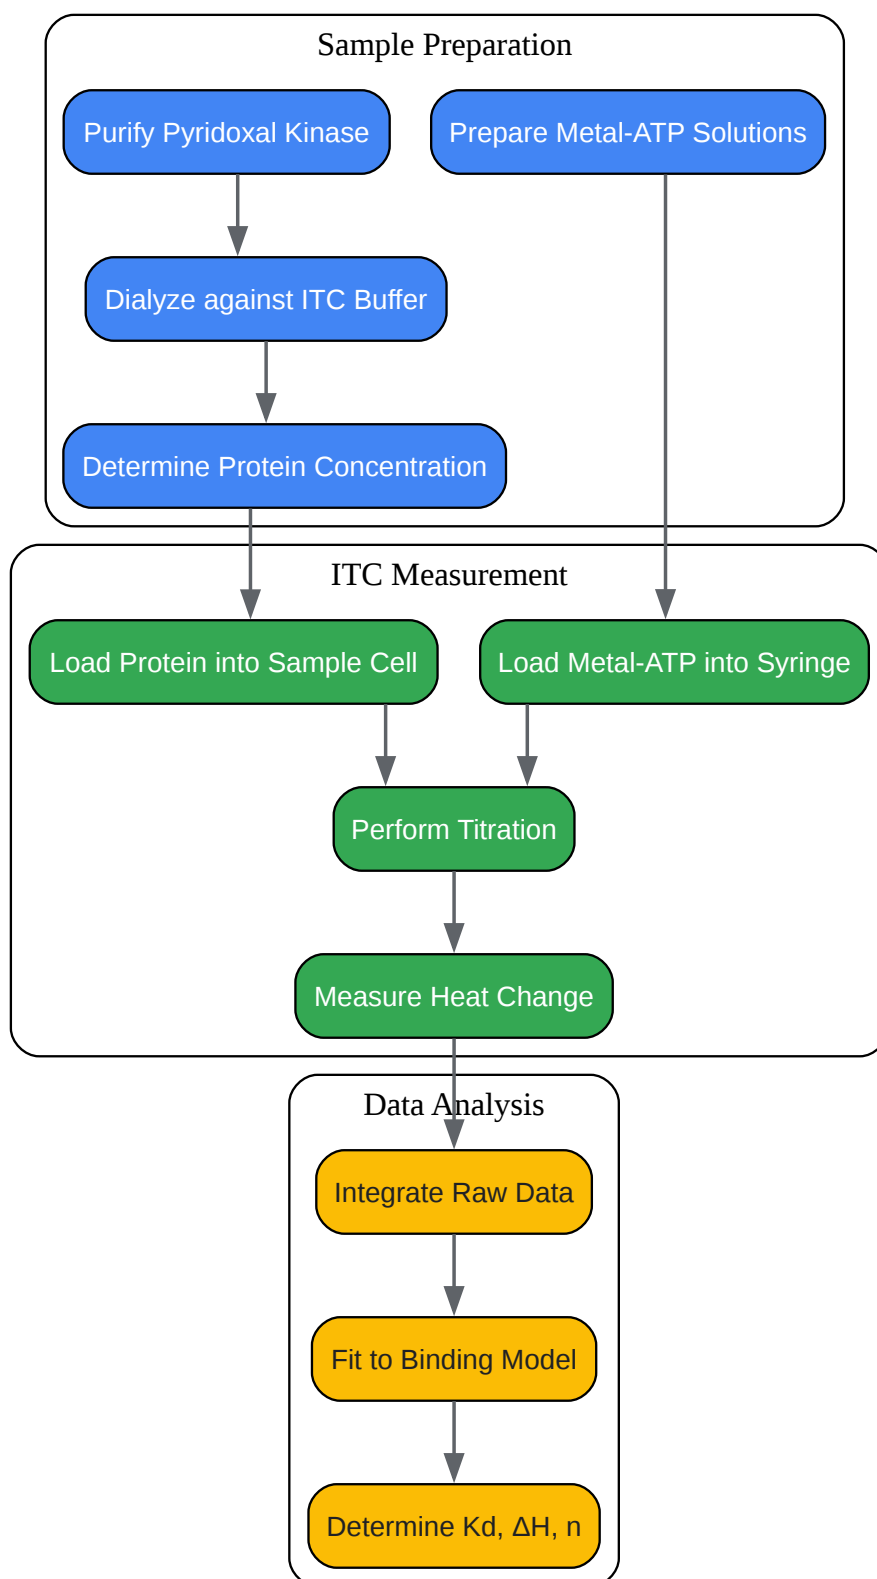 Sample Preparation
Purify Pyridoxal Kinase
Prepare Metal-ATP Solutions
Dialyze against ITC Buffer
Determine Protein Concentration
ITC Measurement
Load Protein into Sample Cell
Load Metal-ATP into Syringe
Perform Titration
Measure Heat Change
Data Analysis
Integrate Raw Data
Fit to Binding Model
Determine Kd, ΔH, n